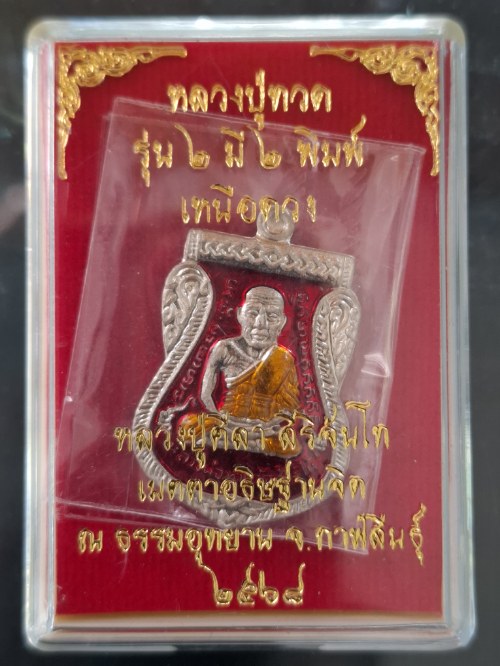 หลวงปู่ทวด
รุ่น ๒ มี ๒ พิมพ์
เหนือดวง
หลวงปู่ศิลา สิริจันโท
เมตตาอธิษฐานจิต
ณ ธรรมอุทยาน จ.กาฬสินธุ์
๒๕๖๘